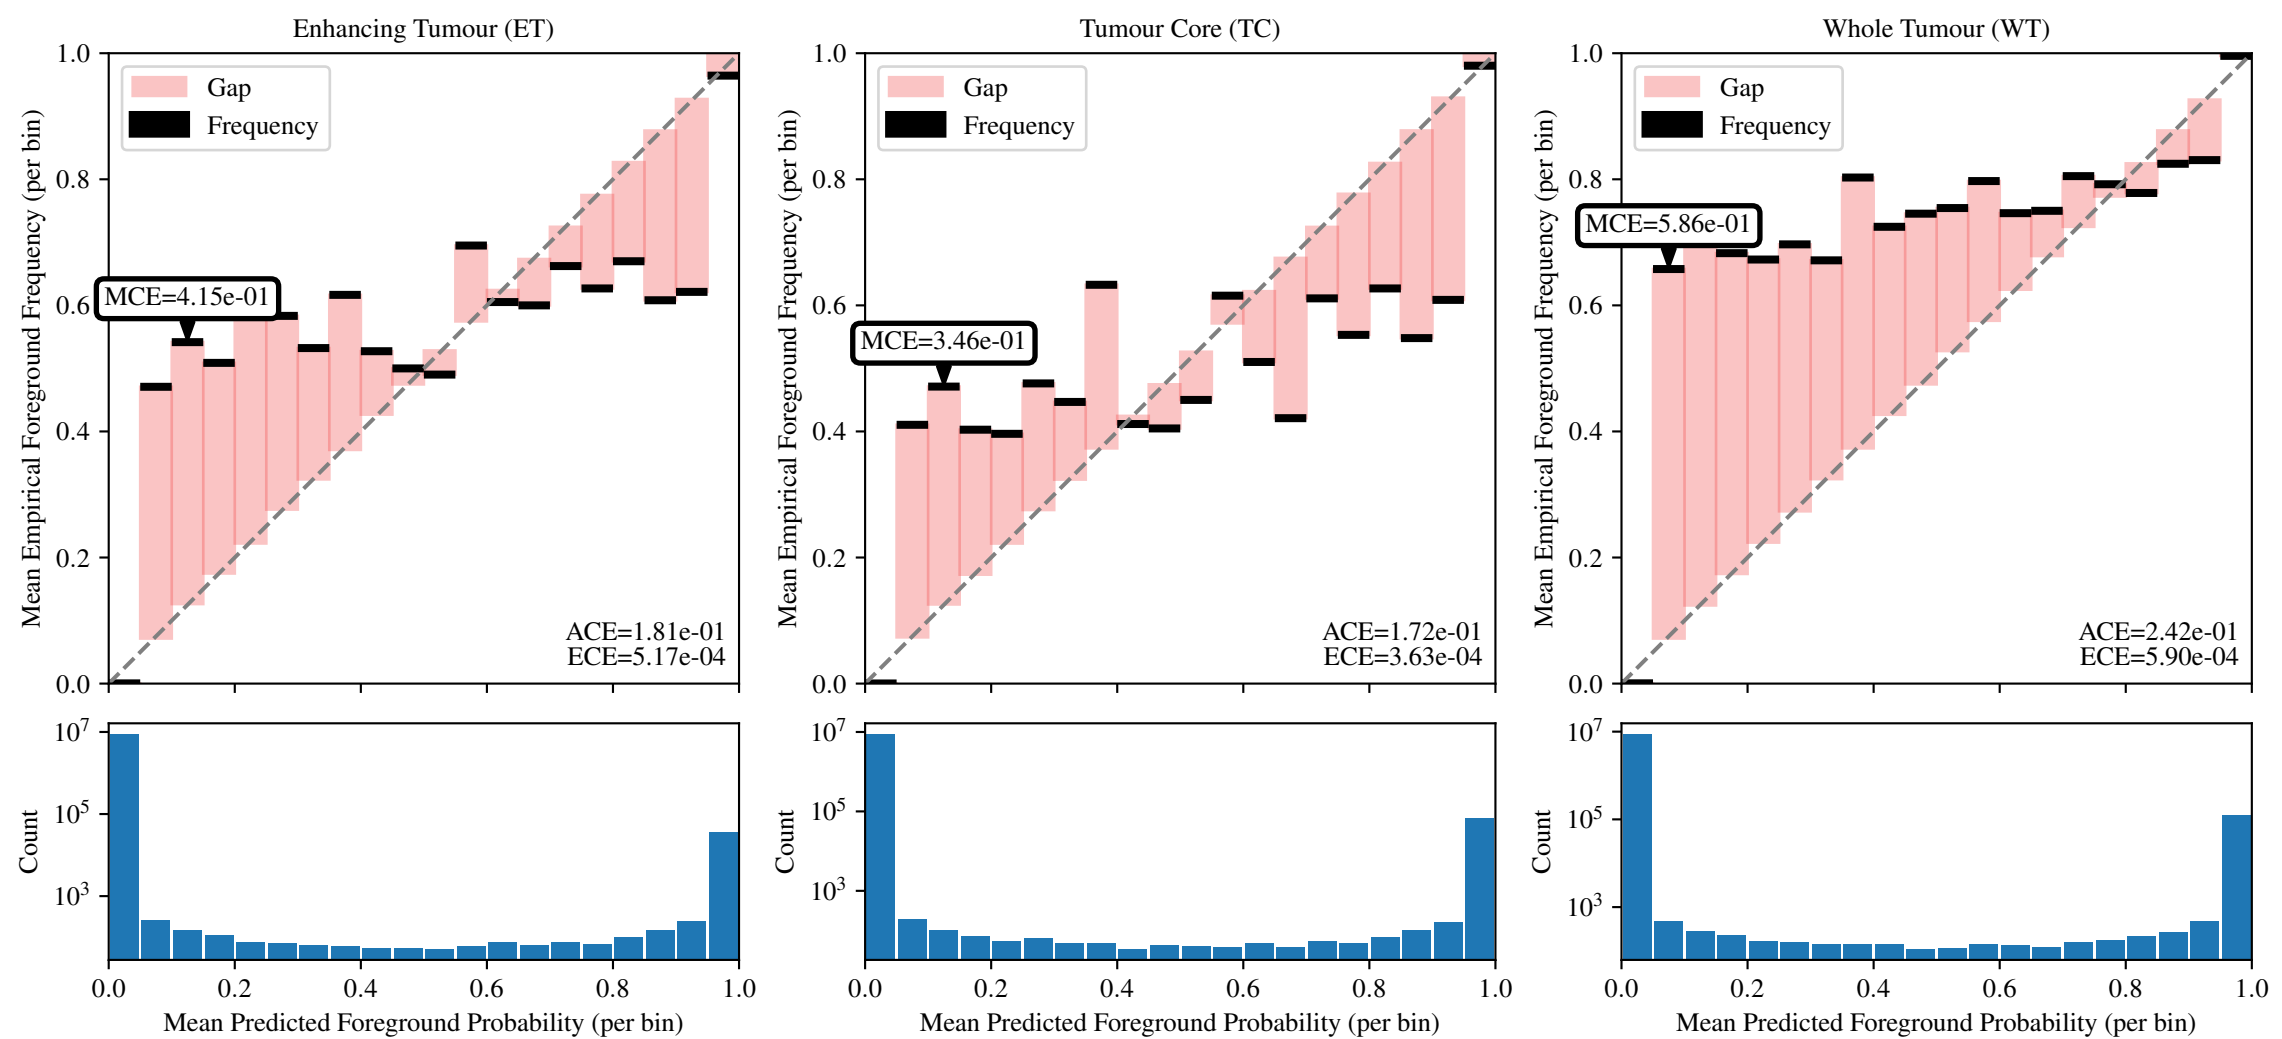 Enhancing Tumour (ET)
Mean Empirical Foreground Frequency (per bin)
1.0
0.8
0.6
0.4
0.2
0.0
Gap
Frequency
MCE=4.15e-01
ACE=1.81e-01
ECE=5.17e-04
Count
10^7
10^5
10^3
0.0 0.2 0.4 0.6 0.8 1.0
Mean Predicted Foreground Probability (per bin)
Tumour Core (TC)
Mean Empirical Foreground Frequency (per bin)
1.0
0.8
0.6
0.4
0.2
0.0
Gap
Frequency
MCE=3.46e-01
ACE=1.72e-01
ECE=3.63e-04
Count
10^7
10^5
10^3
0.0 0.2 0.4 0.6 0.8 1.0
Mean Predicted Foreground Probability (per bin)
Whole Tumour (WT)
Mean Empirical Foreground Frequency (per bin)
1.0
0.8
0.6
0.4
0.2
0.0
Gap
Frequency
MCE=5.86e-01
ACE=2.42e-01
ECE=5.90e-04
Count
10^7
10^5
10^3
0.0 0.2 0.4 0.6 0.8 1.0
Mean Predicted Foreground Probability (per bin)